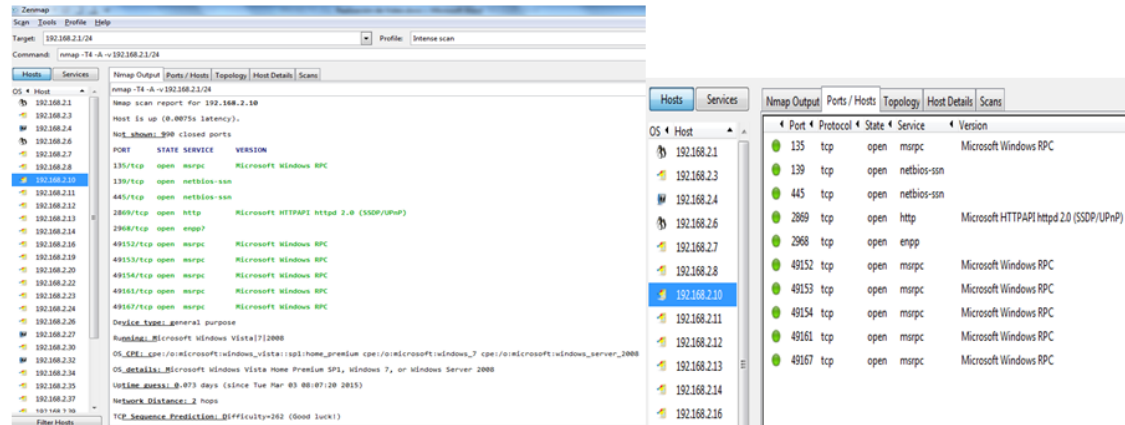 Zenmap
Scan Tools Profile Help
Target: 192.168.2.1/24 Profile: Intense scan
Command: nmap -T4 -A -v 192.168.2.1/24
Hosts Services
OS Host
192.168.2.1
192.168.2.3
192.168.2.4
192.168.2.6
192.168.2.7
192.168.2.8
192.168.2.10
192.168.2.11
192.168.2.12
192.168.2.13
192.168.2.14
192.168.2.16
192.168.2.19
192.168.2.20
192.168.2.22
192.168.2.23
192.168.2.24
192.168.2.26
192.168.2.27
192.168.2.30
192.168.2.32
192.168.2.34
192.168.2.35
192.168.2.37
192.168.2.39
Filter Hosts
Nmap Output Ports / Hosts Topology Host Details Scans
nmap -T4 -A -v 192.168.2.1/24
Nmap scan report for 192.168.2.10
Host is up (0.0075s latency).
Not shown: 990 closed ports
PORT STATE SERVICE VERSION
135/tcp open msrpc Microsoft Windows RPC
139/tcp open netbios-ssn
445/tcp open netbios-ssn
2869/tcp open http Microsoft HTTPAPI httpd 2.0 (SSDP/UPnP)
2968/tcp open enpp?
49152/tcp open msrpc Microsoft Windows RPC
49153/tcp open msrpc Microsoft Windows RPC
49154/tcp open msrpc Microsoft Windows RPC
49161/tcp open msrpc Microsoft Windows RPC
49167/tcp open msrpc Microsoft Windows RPC
Device type: general purpose
Running: Microsoft Windows Vista|7|2008
OS CPE: cpe:/o:microsoft:windows_vista::sp1:home_premium cpe:/o:microsoft:windows_7 cpe:/o:microsoft:windows_server_2008
OS details: Microsoft Windows Vista Home Premium SP1, Windows 7, or Windows Server 2008
Uptime guess: 0.073 days (since Tue Mar 03 08:07:20 2015)
Network Distance: 2 hops
TCP Sequence Prediction: Difficulty=262 (Good luck!)
Hosts Services
OS Host
192.168.2.1
192.168.2.3
192.168.2.4
192.168.2.6
192.168.2.7
192.168.2.8
192.168.2.10
192.168.2.11
192.168.2.12
192.168.2.13
192.168.2.14
192.168.2.16
Nmap Output Ports / Hosts Topology Host Details Scans
Port Protocol State Service Version
135 tcp open msrpc Microsoft Windows RPC
139 tcp open netbios-ssn
445 tcp open netbios-ssn
2869 tcp open http Microsoft HTTPAPI httpd 2.0 (SSDP/UPnP)
2968 tcp open enpp
49152 tcp open msrpc Microsoft Windows RPC
49153 tcp open msrpc Microsoft Windows RPC
49154 tcp open msrpc Microsoft Windows RPC
49161 tcp open msrpc Microsoft Windows RPC
49167 tcp open msrpc Microsoft Windows RPC